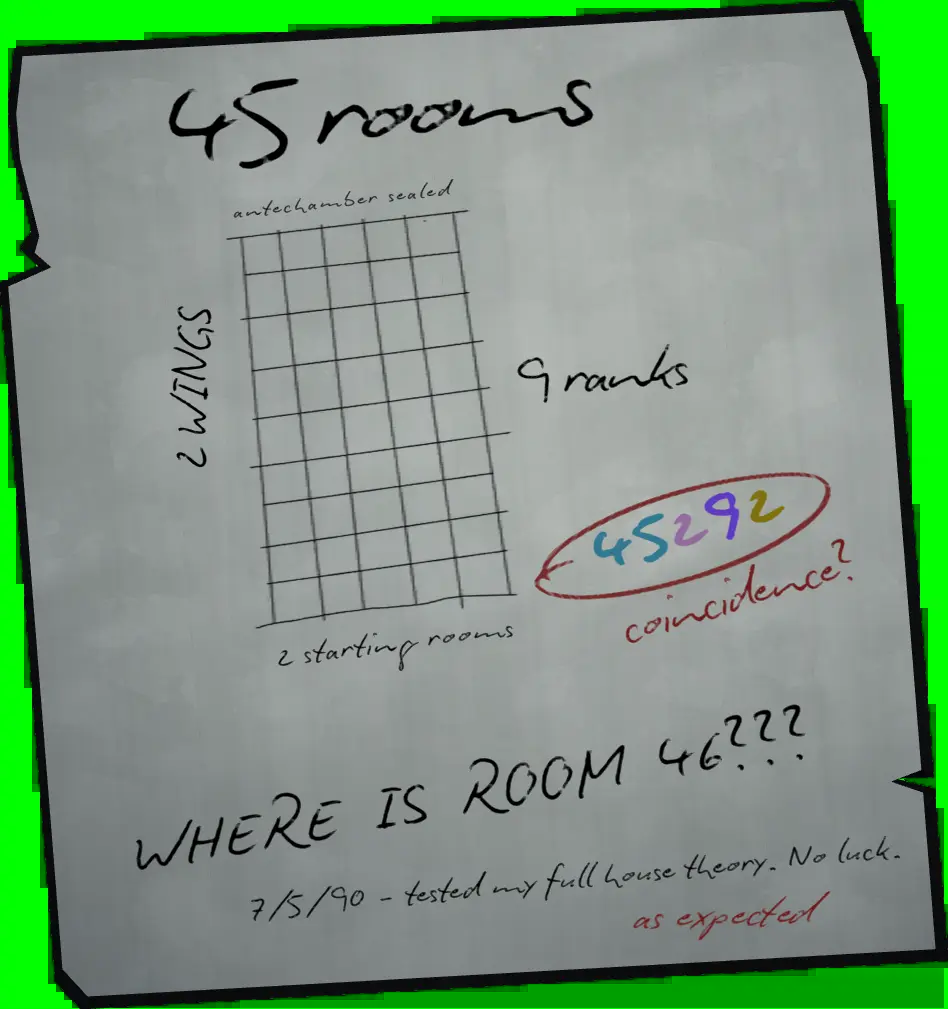 45 rooms
antechamber sealed
2 WINGS
9 ranks
45292
coincidence?
2 starting rooms
WHERE IS ROOM 46???
7/5/90 - tested my full house theory. No luck.
as expected